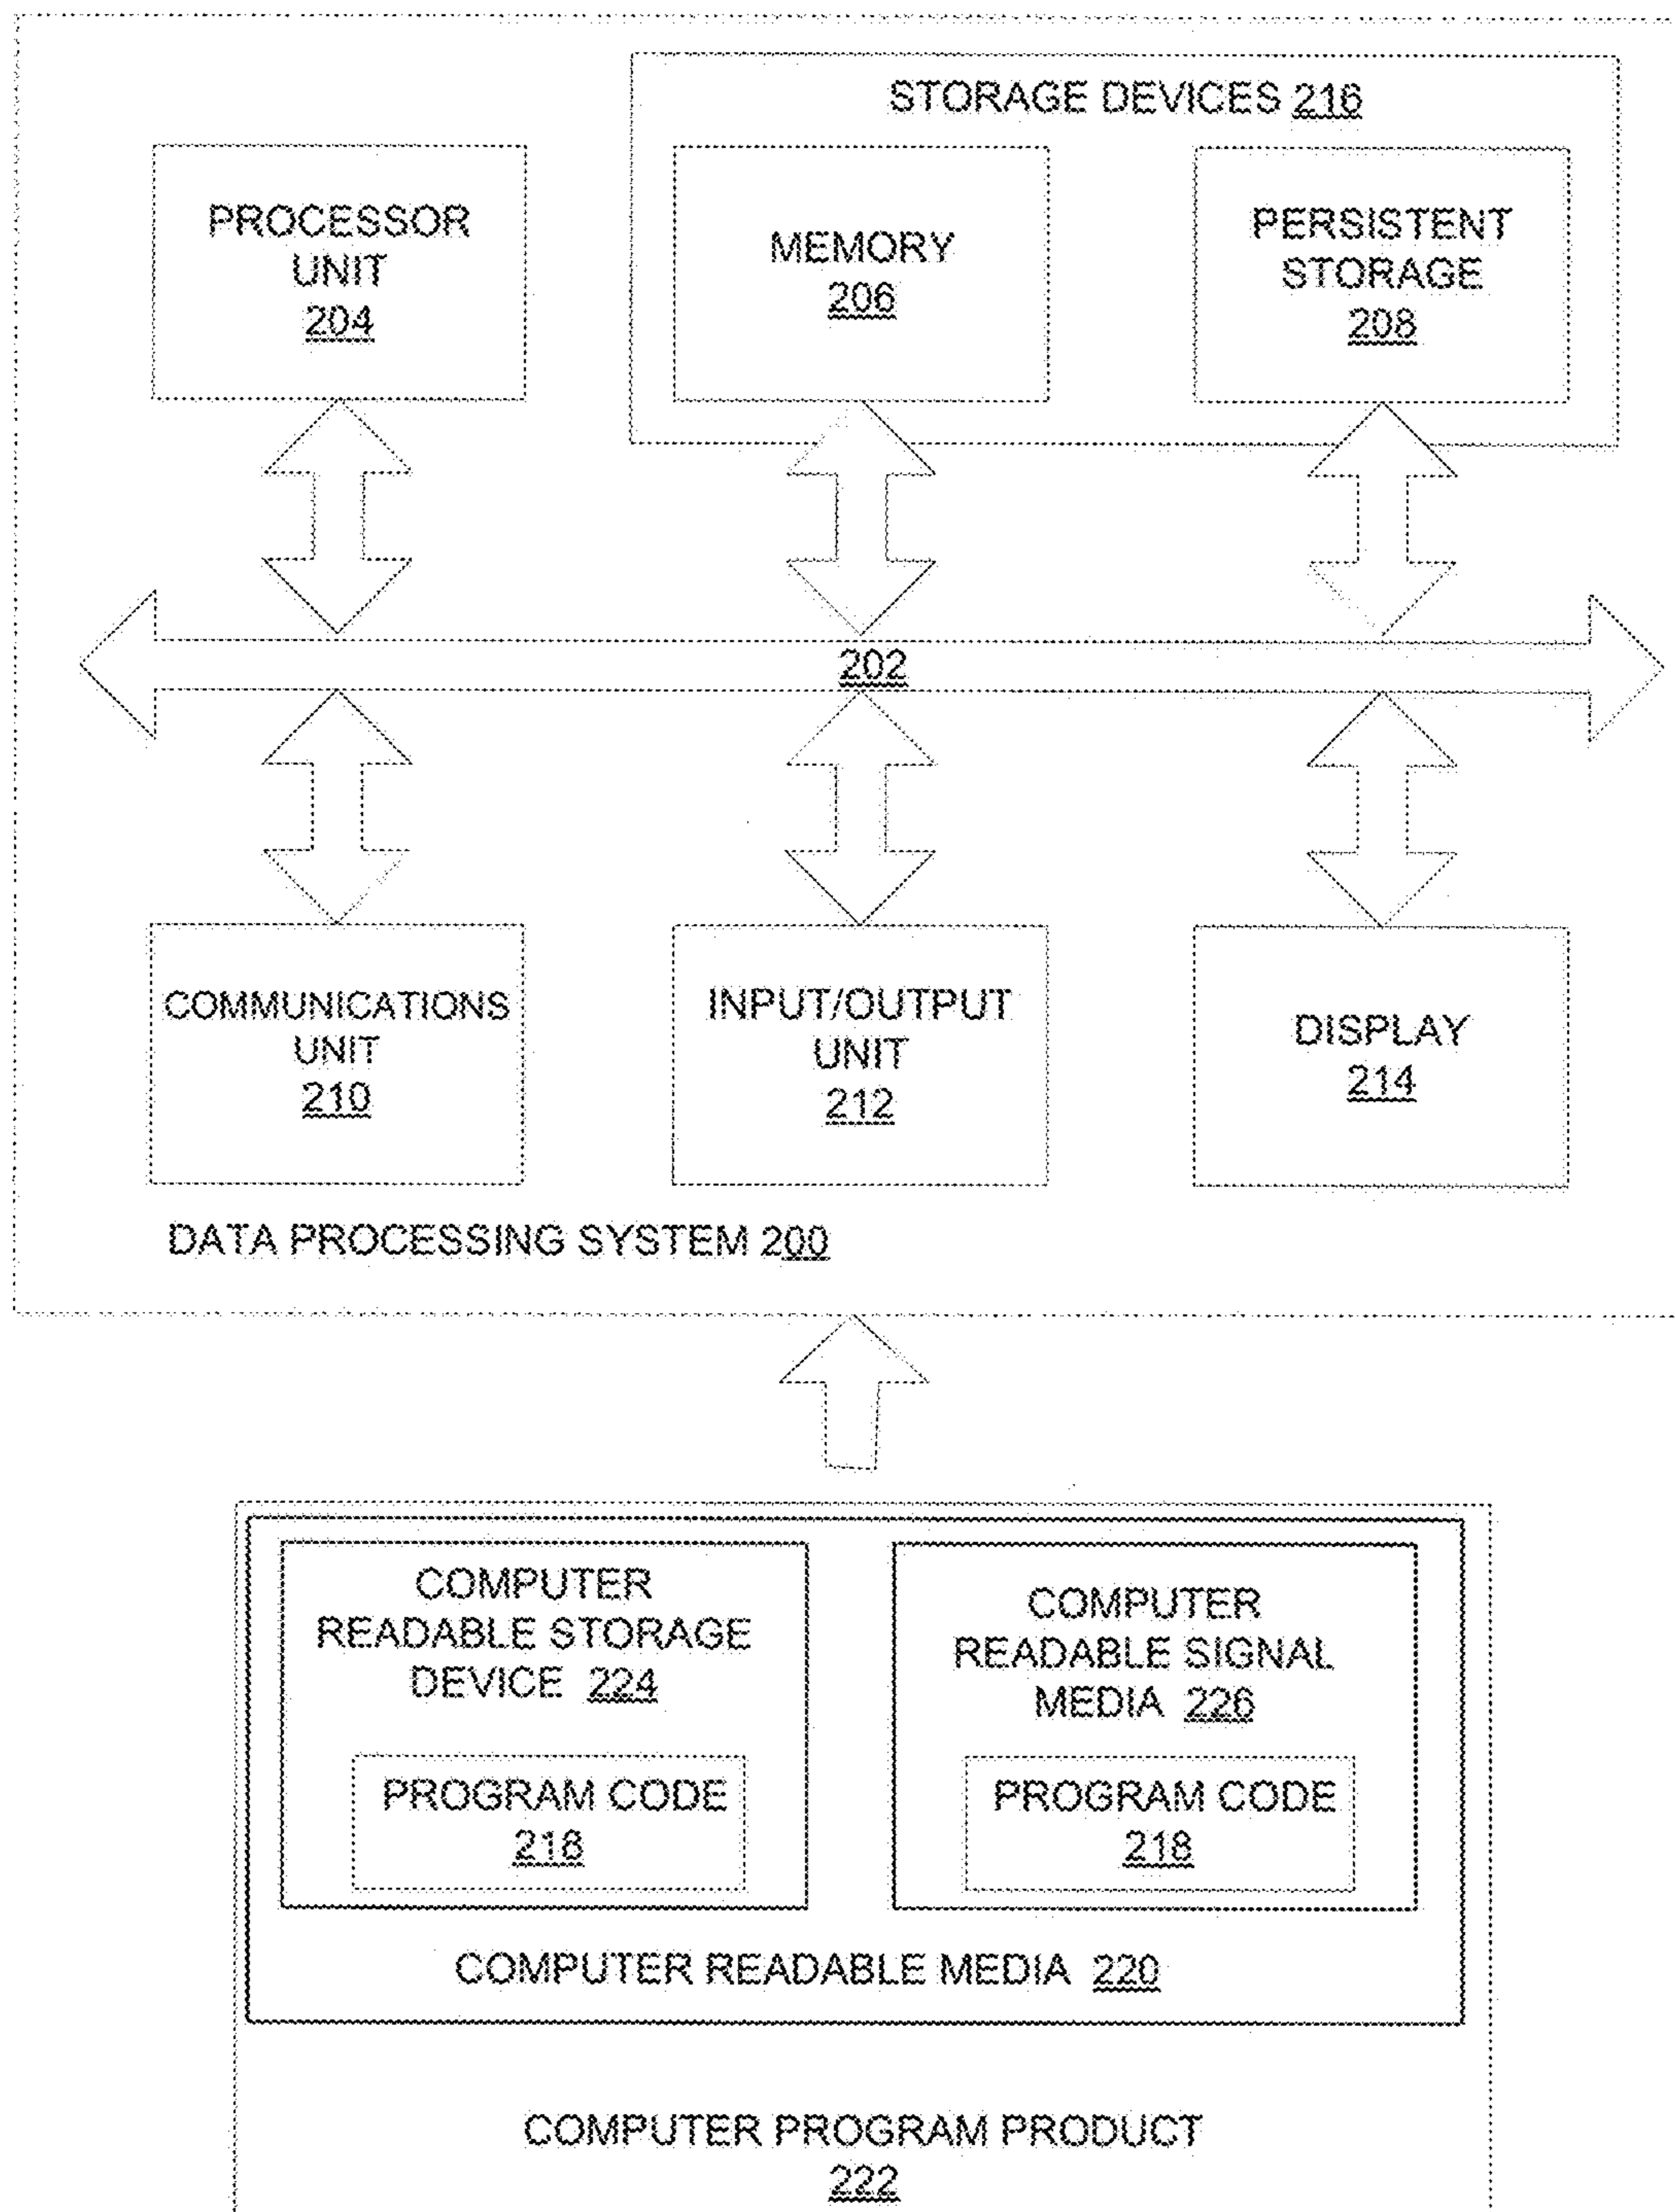 STORAGE DEVICES 216
PROCESSOR
UNIT
204
MEMORY
206
PERSISTENT
STORAGE
208
202
COMMUNICATIONS
UNIT
210
INPUT/OUTPUT
UNIT
212
DISPLAY
214
DATA PROCESSING SYSTEM 200
COMPUTER
READABLE STORAGE
DEVICE 224
PROGRAM CODE
218
COMPUTER
READABLE SIGNAL
MEDIA 226
PROGRAM CODE
218
COMPUTER READABLE MEDIA 220
COMPUTER PROGRAM PRODUCT
222